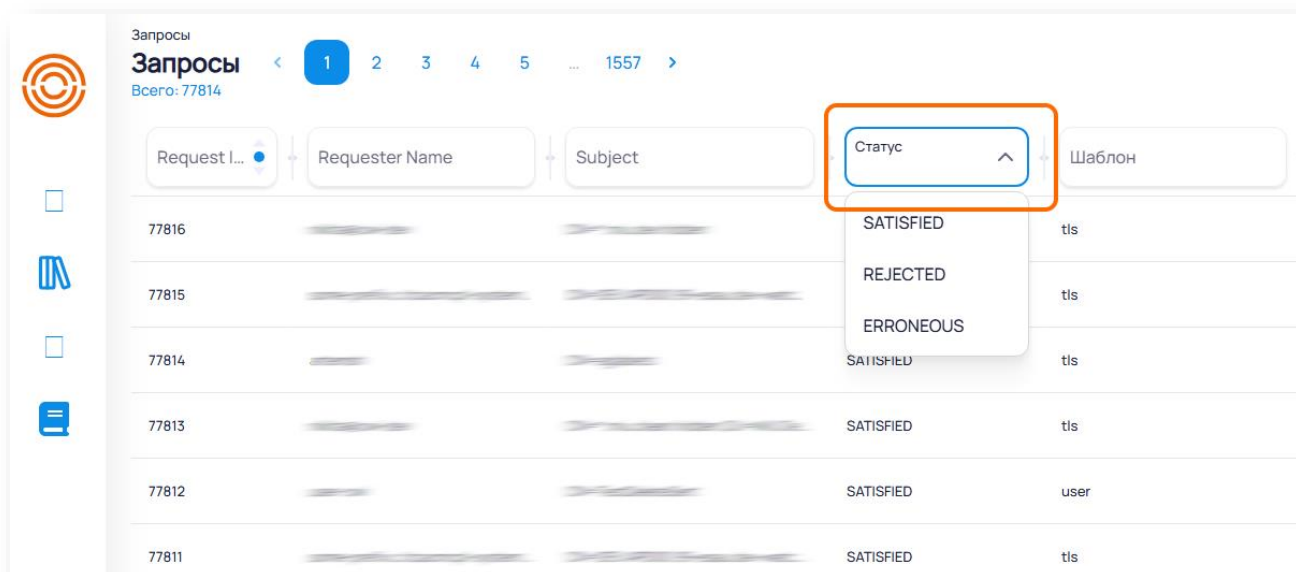 Запросы
Запросы 1 2 3 4 5 ... 1557
Всего: 77814
Request I... Requester Name Subject Статус Шаблон
SATISFIED
77816 tls
REJECTED
77815 tls
ERRONEOUS
77814 SATISFIED tls
77813 SATISFIED tls
77812 SATISFIED user
77811 SATISFIED tls